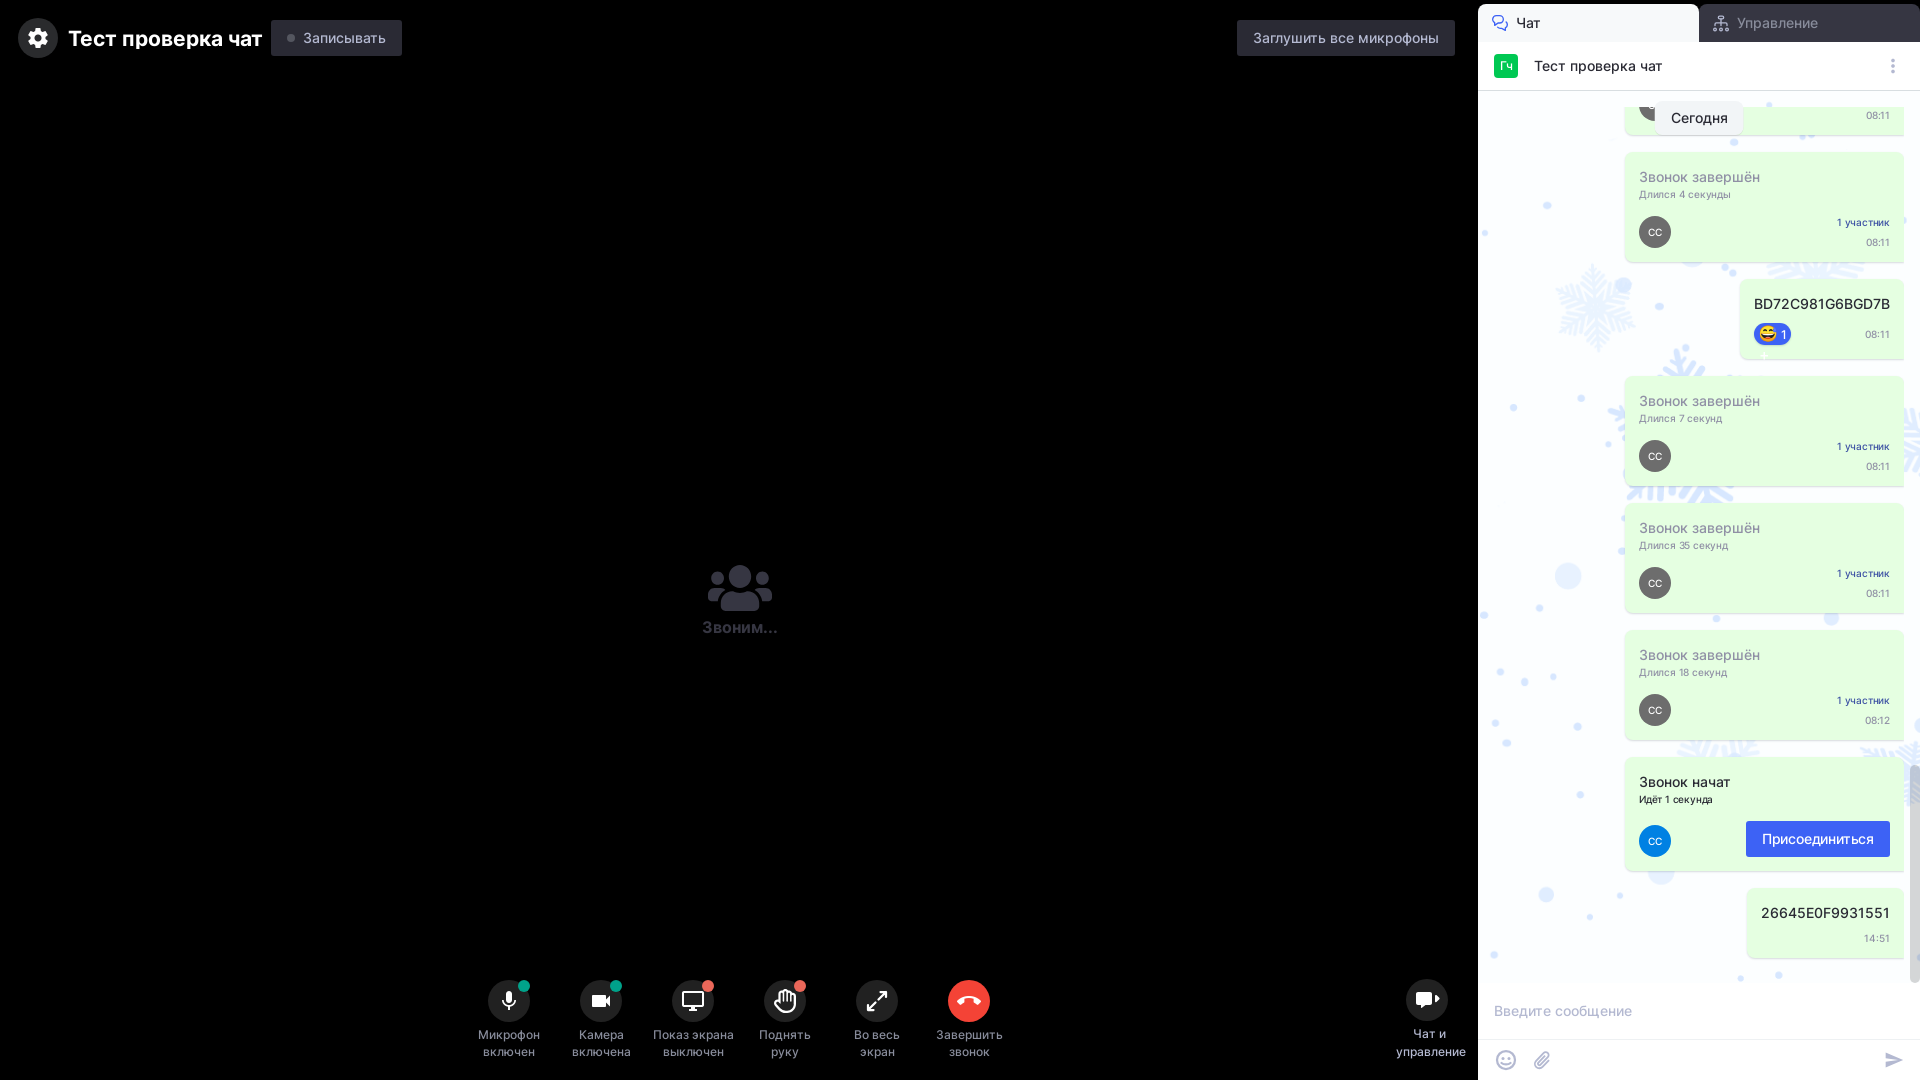 Тест проверка чат
Записывать
Заглушить все микрофоны
Звоним...
Микрофон
включен
Камера
включена
Показ экрана
выключен
Поднять
руку
Во весь
экран
Завершить
звонок
Чат и
управление
Чат
Управление
Гч
Тест проверка чат
Сегодня
08:11
Звонок завершён
Длился 4 секунды
1 участник
СС
08:11
BD72C981G6BGD7B
1
08:11
Звонок завершён
Длился 7 секунд
1 участник
СС
08:11
Звонок завершён
Длился 35 секунд
1 участник
СС
08:11
Звонок завершён
Длился 18 секунд
1 участник
СС
08:12
Звонок начат
Идёт 1 секунда
СС
Присоединиться
26645E0F9931551
14:51
Введите сообщение